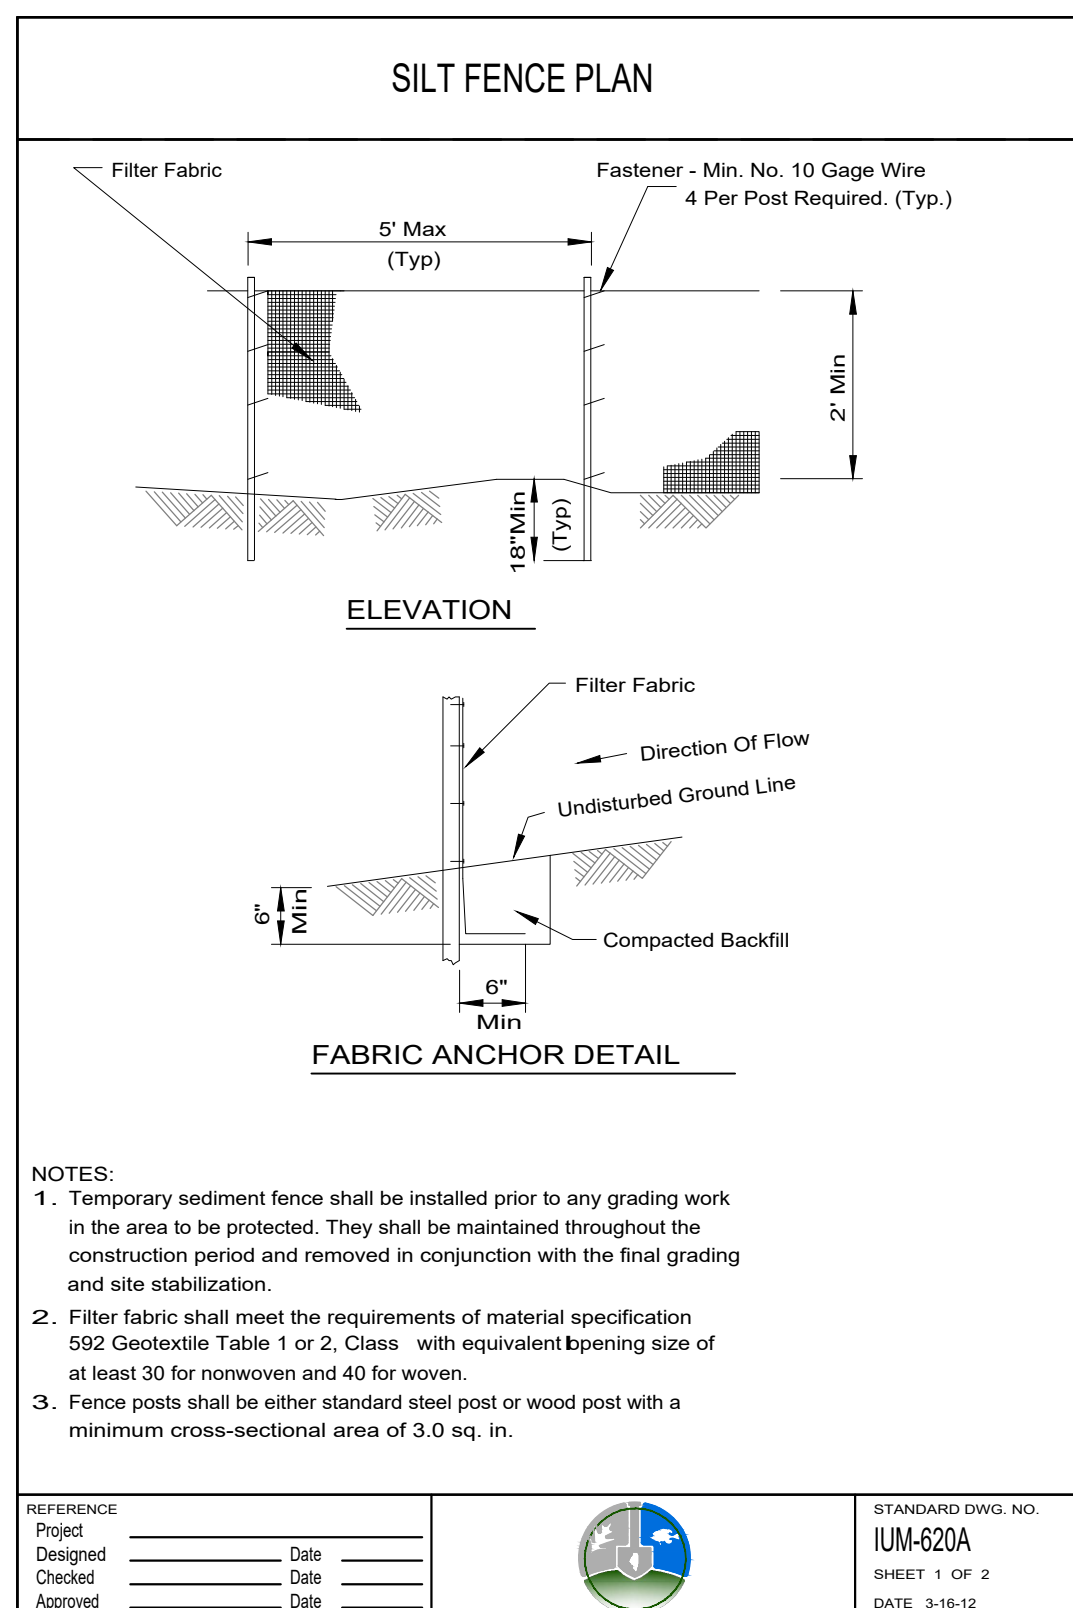 SILT FENCE PLAN
Filter Fabric
Fastener - Min. No. 10 Gage Wire
4 Per Post Required. (Typ.)
5' Max
(Typ)
2' Min
18"Min
(Typ)
ELEVATION
Filter Fabric
Direction Of Flow
Undisturbed Ground Line
6"
Min
Compacted Backfill
6"
Min
FABRIC ANCHOR DETAIL
NOTES:
1. Temporary sediment fence shall be installed prior to any grading work
in the area to be protected. They shall be maintained throughout the
construction period and removed in conjunction with the final grading
and site stabilization.
2. Filter fabric shall meet the requirements of material specification
592 Geotextile Table 1 or 2, Class with equivalent opening size of
at least 30 for nonwoven and 40 for woven.
3. Fence posts shall be either standard steel post or wood post with a
minimum cross-sectional area of 3.0 sq. in.
REFERENCE
Project
Designed Date
Checked Date
Approved Date
STANDARD DWG. NO.
IUM-620A
SHEET 1 OF 2
DATE 3-16-12